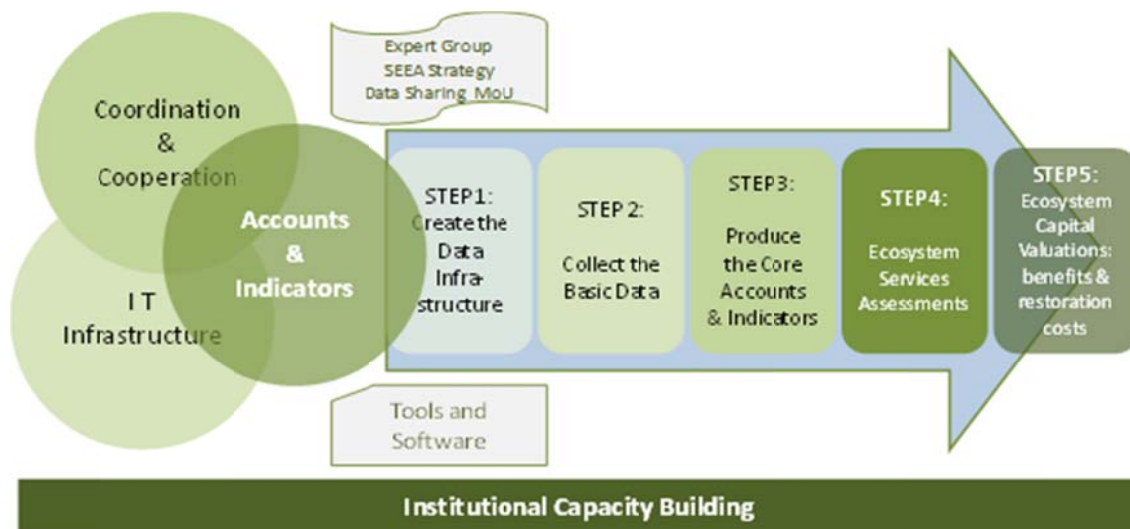 Expert Group
SEEA Strategy
Data Sharing MoU
Coordination
&
Cooperation
Accounts
&
Indicators
IT
Infrastructure
STEP1:
Create the
Data
Infra-
structure
STEP 2:
Collect the
Basic Data
STEP3:
Produce
the Core
Accounts
& Indicators
STEP4:
Ecosystem
Services
Assessments
STEP5:
Ecosystem
Capital
Valuations:
benefits &
restoration
costs
Tools and
Software
Institutional Capacity Building